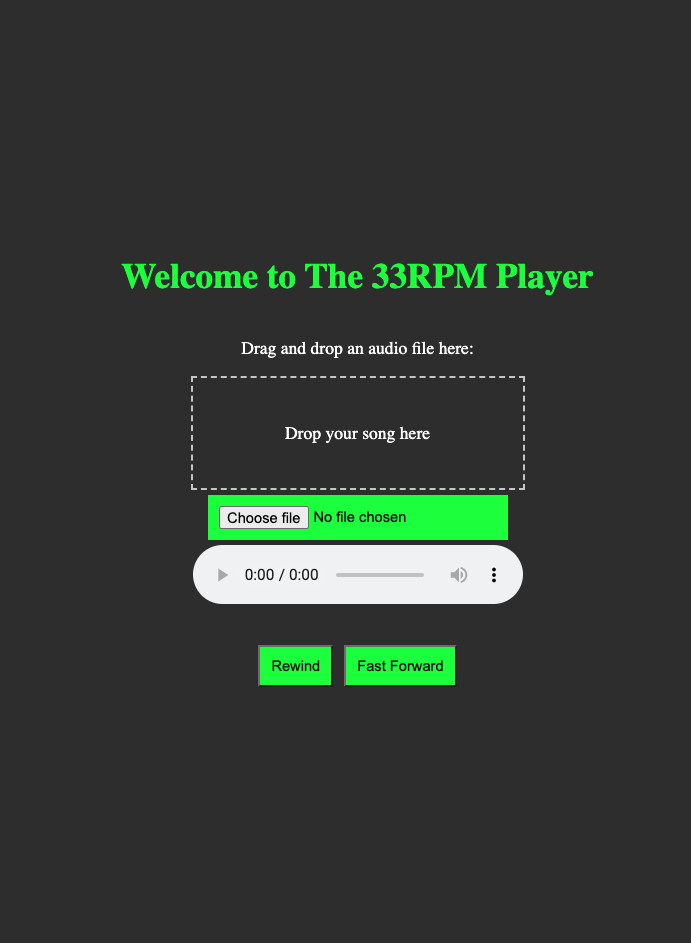 Welcome to The 33RPM Player
Drag and drop an audio file here:
Drop your song here
Choose file No file chosen
0:00 / 0:00
Rewind Fast Forward